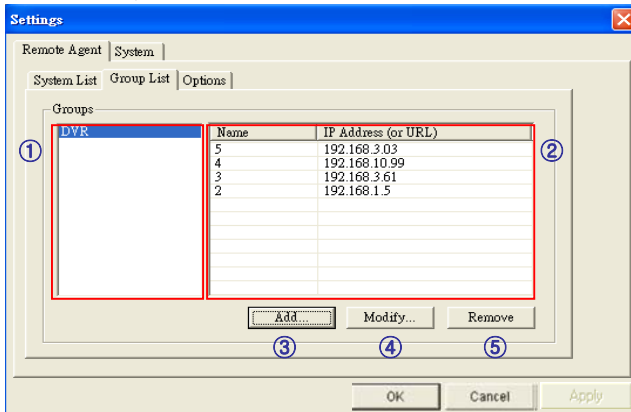 Settings
Remote Agent System
System List Group List Options
Groups
DVR
Name IP Address (or URL)
① ②
5 192.168.3.03
4 192.168.10.99
3 192.168.3.61
2 192.168.1.5
Add... Modify... Remove
③ ④ ⑤
OK Cancel Apply